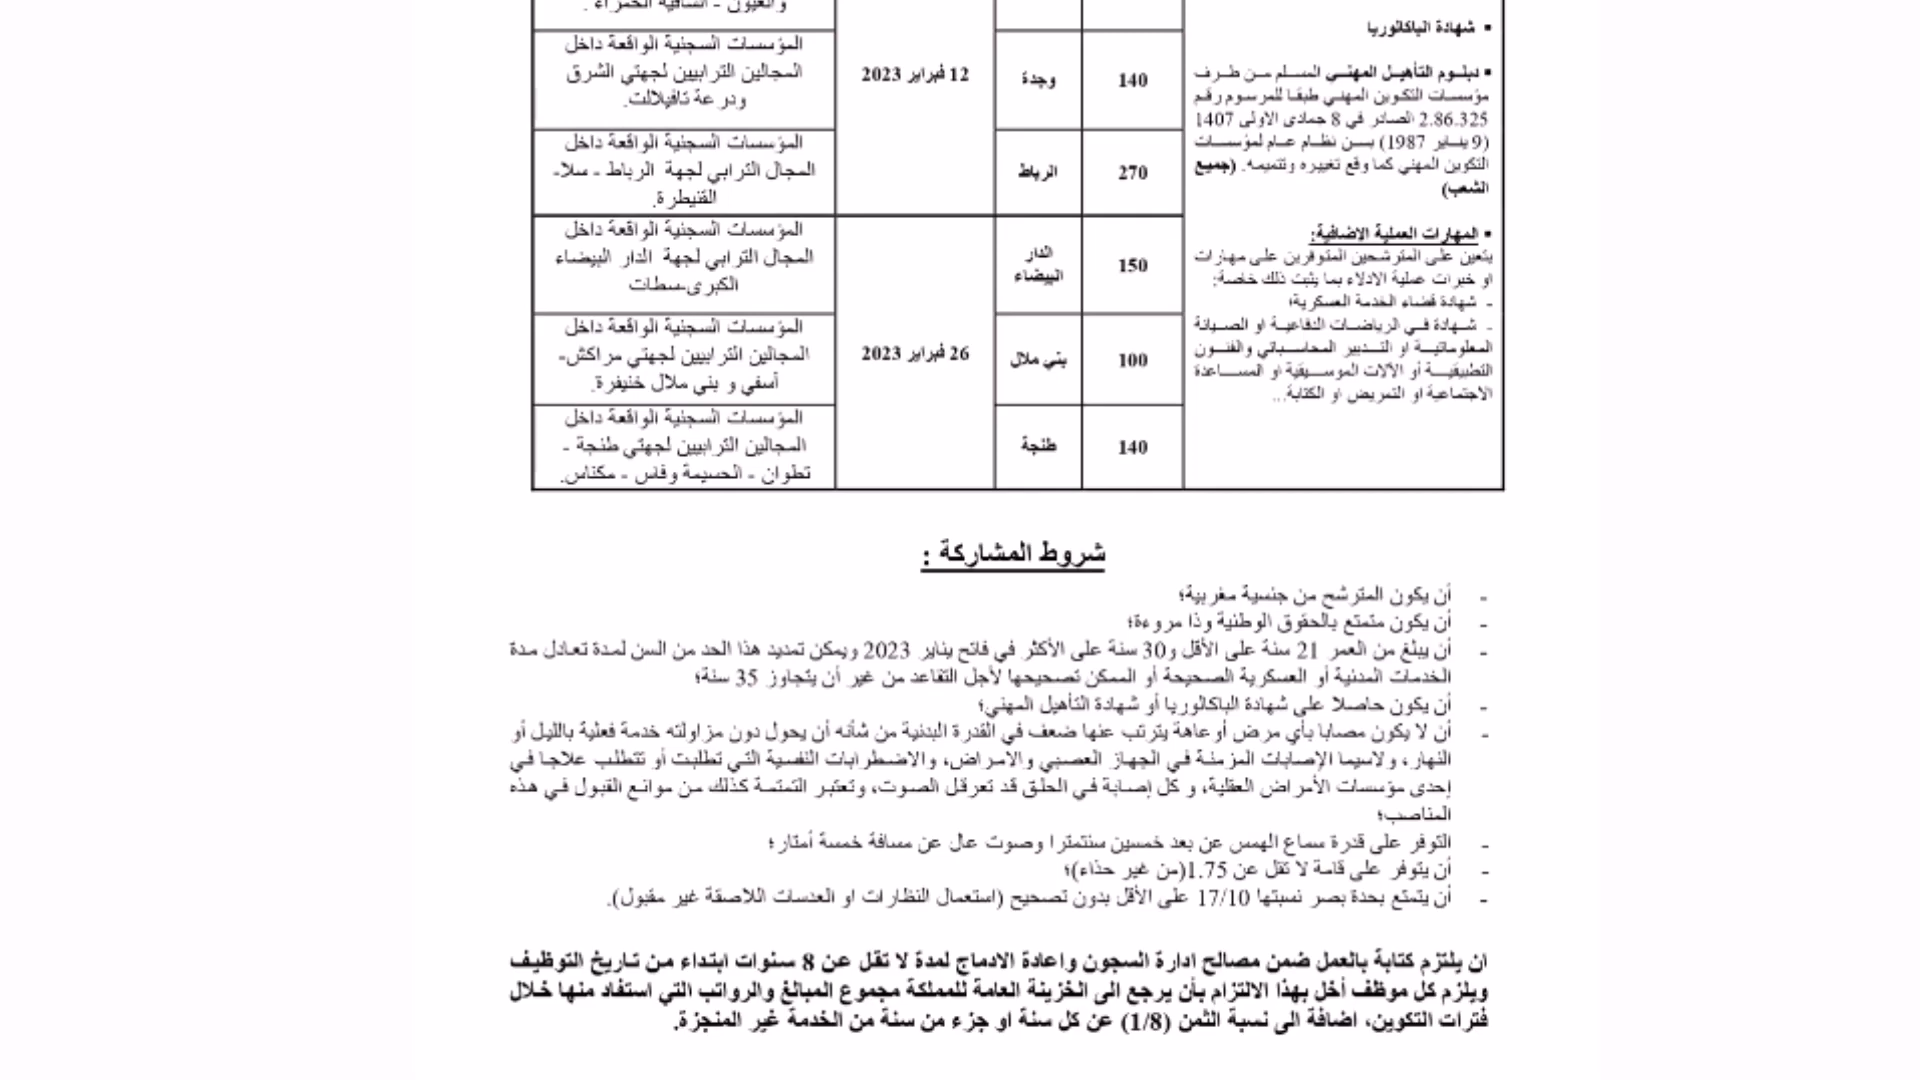 ▪ شهادة الباكالوريا
▪ دبلوم التأهيل المهني المسلم من طرف
مؤسسات التكوين المهني طبقا للمرسوم رقم
2.86.325 الصادر في 8 جمادى الاولى 1407
(9 يناير 1987) بسن نظام عام لمؤسسات
التكوين المهني كما وقع تغييره وتتميمه. (جميع
الشعب)
▪ المهارات العملية الاضافية:
يتعين على المترشحين المتوفرين على مهارات
او خبرات عملية الادلاء بما يثبت ذلك خاصة:
- شهادة قضاء الخدمة العسكرية؛
- شهادة في الرياضات الدفاعية او الصيانة
المعلوماتية او التدبير المحاسباتي والفنون
التطبيقية أو الآلات الموسيقية او المساعدة
الاجتماعية او التمريض او الكتابة...
والعيون - الساقية الحمراء .
140
وجدة
12 فبراير 2023
المؤسسات السجنية الواقعة داخل
المجالين الترابيين لجهتي الشرق
ودرعة تافيلالت.
270
الرباط
المؤسسات السجنية الواقعة داخل
المجال الترابي لجهة الرباط - سلا-
القنيطرة.
150
الدار
البيضاء
المؤسسات السجنية الواقعة داخل
المجال الترابي لجهة الدار البيضاء
الكبرى-سطات
100
بني ملال
26 فبراير 2023
المؤسسات السجنية الواقعة داخل
المجالين الترابيين لجهتي مراكش-
أسفي و بني ملال خنيفرة.
140
طنجة
المؤسسات السجنية الواقعة داخل
المجالين الترابيين لجهتي طنجة -
تطوان - الحسيمة وفاس - مكناس.
شروط المشاركة :
- أن يكون المترشح من جنسية مغربية؛
- أن يكون متمتع بالحقوق الوطنية وذا مروءة؛
- أن يبلغ من العمر 21 سنة على الأقل و30 سنة على الأكثر في فاتح يناير 2023 ويمكن تمديد هذا الحد من السن لمدة تعادل مدة
الخدمات المدنية أو العسكرية الصحيحة أو الممكن تصحيحها لأجل التقاعد من غير أن يتجاوز 35 سنة؛
- أن يكون حاصلا على شهادة الباكالوريا أو شهادة التأهيل المهني؛
- أن لا يكون مصابا بأي مرض أوعاهة يترتب عنها ضعف في القدرة البدنية من شأنه أن يحول دون مزاولته خدمة فعلية بالليل أو
النهار، ولاسيما الإصابات المزمنة في الجهاز العصبي والامراض، والاضطرابات النفسية التي تطلبت أو تتطلب علاجا في
إحدى مؤسسات الأمراض العقلية، و كل إصابة في الحلق قد تعرقل الصوت، وتعتبر التمتمة كذلك من موانع القبول في هذه
المناصب؛
- التوفر على قدرة سماع الهمس عن بعد خمسين سنتمترا وصوت عال عن مسافة خمسة أمتار؛
- أن يتوفر على قامة لا تقل عن 1.75(من غير حذاء)؛
- أن يتمتع بحدة بصر نسبتها 17/10 على الأقل بدون تصحيح (استعمال النظارات او العدسات اللاصقة غير مقبول).
ان يلتزم كتابة بالعمل ضمن مصالح ادارة السجون واعادة الادماج لمدة لا تقل عن 8 سنوات ابتداء من تاريخ التوظيف
ويلزم كل موظف أخل بهذا الالتزام بأن يرجع الى الخزينة العامة للمملكة مجموع المبالغ والرواتب التي استفاد منها خلال
فترات التكوين، اضافة الى نسبة الثمن (1/8) عن كل سنة او جزء من سنة من الخدمة غير المنجزة.